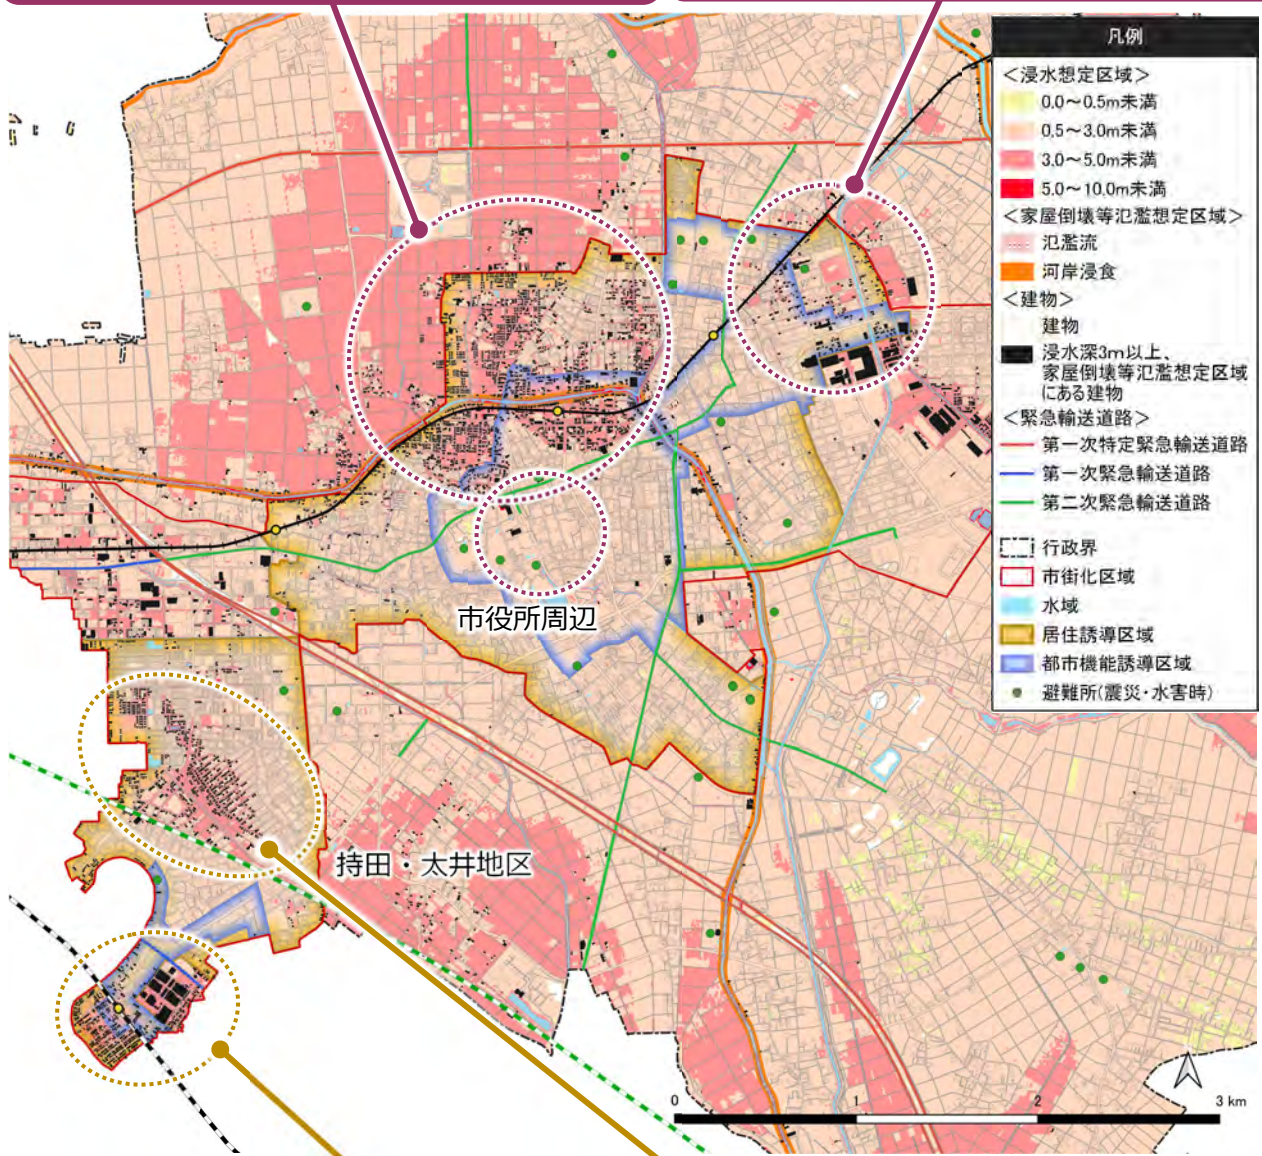 凡例
＜浸水想定区域＞
0.0～0.5m未満
0.5～3.0m未満
3.0～5.0m未満
5.0～10.0m未満
＜家屋倒壊等氾濫想定区域＞
氾濫流
河岸浸食
＜建物＞
建物
浸水深3m以上、
家屋倒壊等氾濫想定区域
にある建物
＜緊急輸送道路＞
第一次特定緊急輸送道路
第一次緊急輸送道路
第二次緊急輸送道路
行政界
市街化区域
水域
居住誘導区域
都市機能誘導区域
避難所(震災・水害時)
市役所周辺
持田・太井地区
0 1 2 3 km